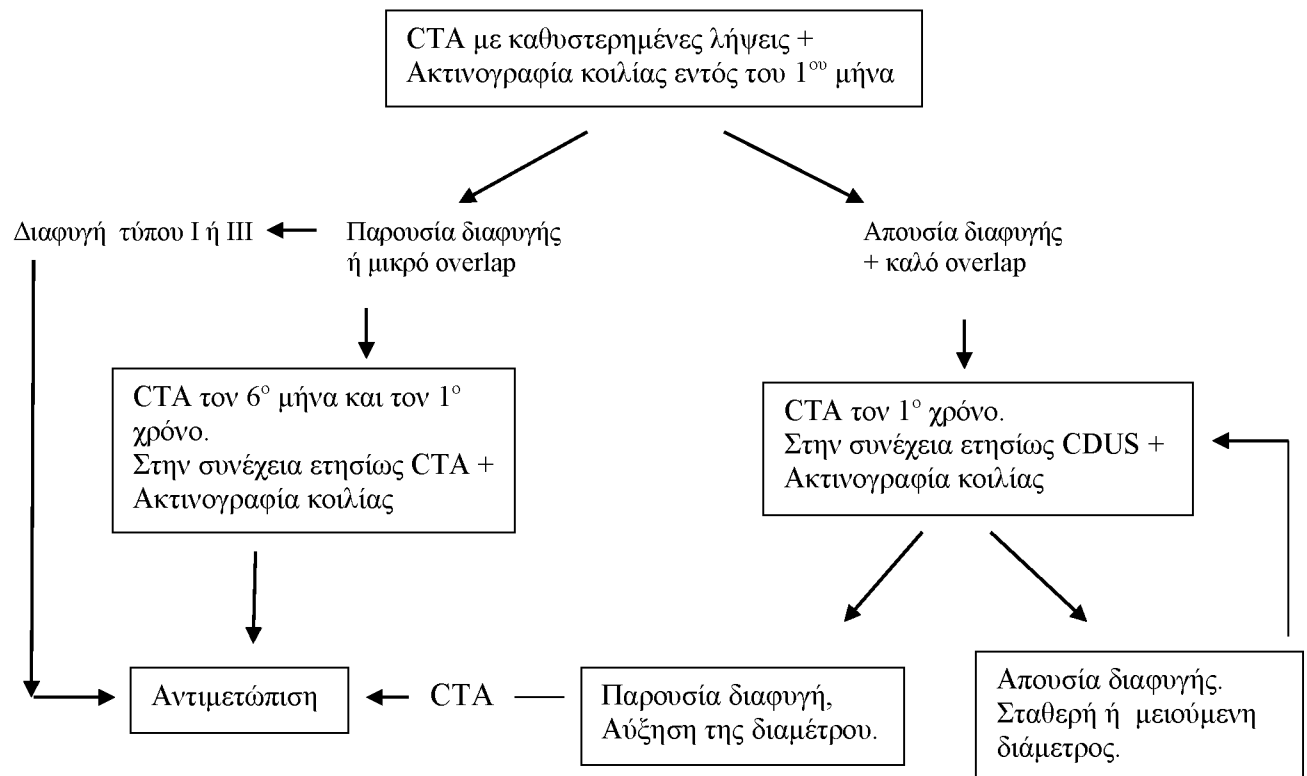 CTA με καθυστερημένες λήψεις +
Ακτινογραφία κοιλίας εντός του 1ου μήνα
Διαφυγή τύπου Ι ή ΙΙΙ
Παρουσία διαφυγής
ή μικρό overlap
Απουσία διαφυγής
+ καλό overlap
CTA τον 6ο μήνα και τον 1ο
χρόνο.
Στην συνέχεια ετησίως CTA +
Ακτινογραφία κοιλίας
CTA τον 1ο χρόνο.
Στην συνέχεια ετησίως CDUS +
Ακτινογραφία κοιλίας
Αντιμετώπιση
CTA
Παρουσία διαφυγή,
Αύξηση της διαμέτρου.
Απουσία διαφυγής.
Σταθερή ή μειούμενη
διάμετρος.